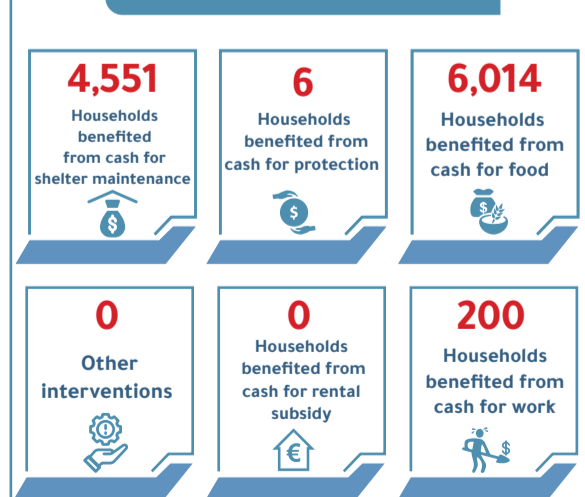 4,551
Households
benefited
from cash for
shelter maintenance
$
6
Households
benefited from
cash for protection
$
6,014
Households
benefited from
cash for food
$
0
Other
interventions
0
Households
benefited from
cash for rental
subsidy
€
200
Households
benefited from
cash for work
$